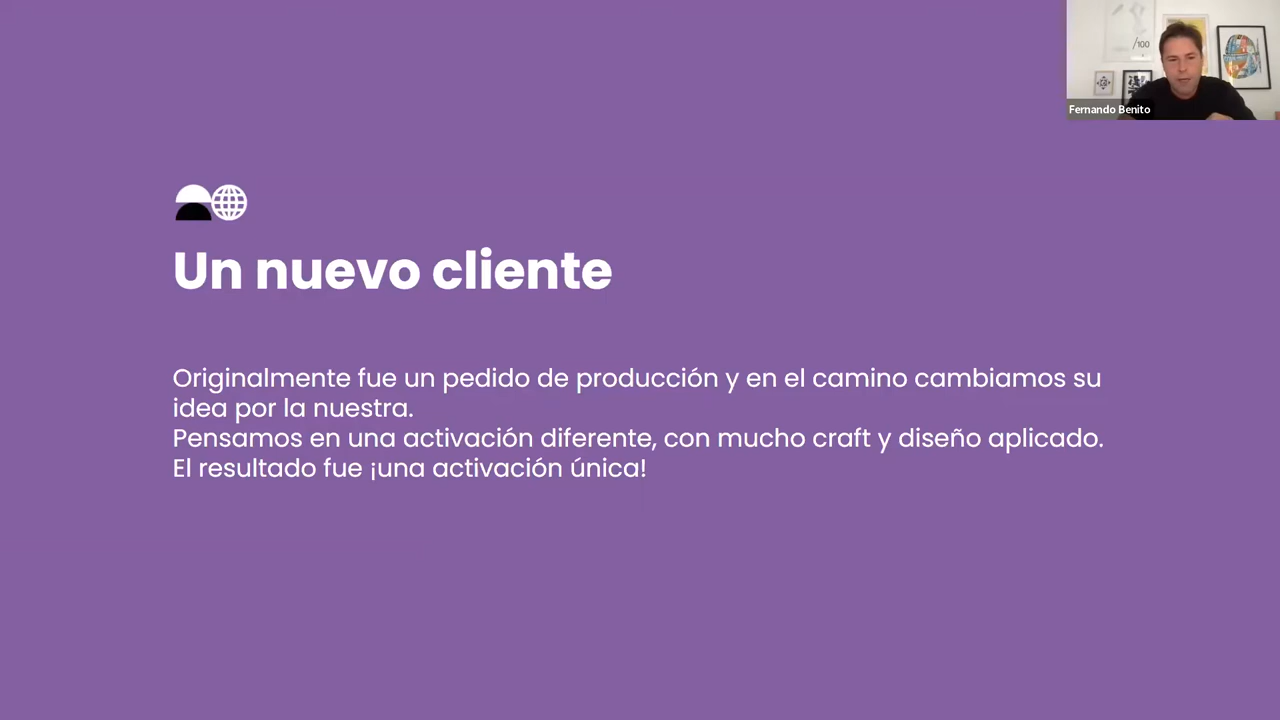 /100
Fernando Benito
Un nuevo cliente
Originalmente fue un pedido de producción y en el camino cambiamos su
idea por la nuestra.
Pensamos en una activación diferente, con mucho craft y diseño aplicado.
El resultado fue ¡una activación única!